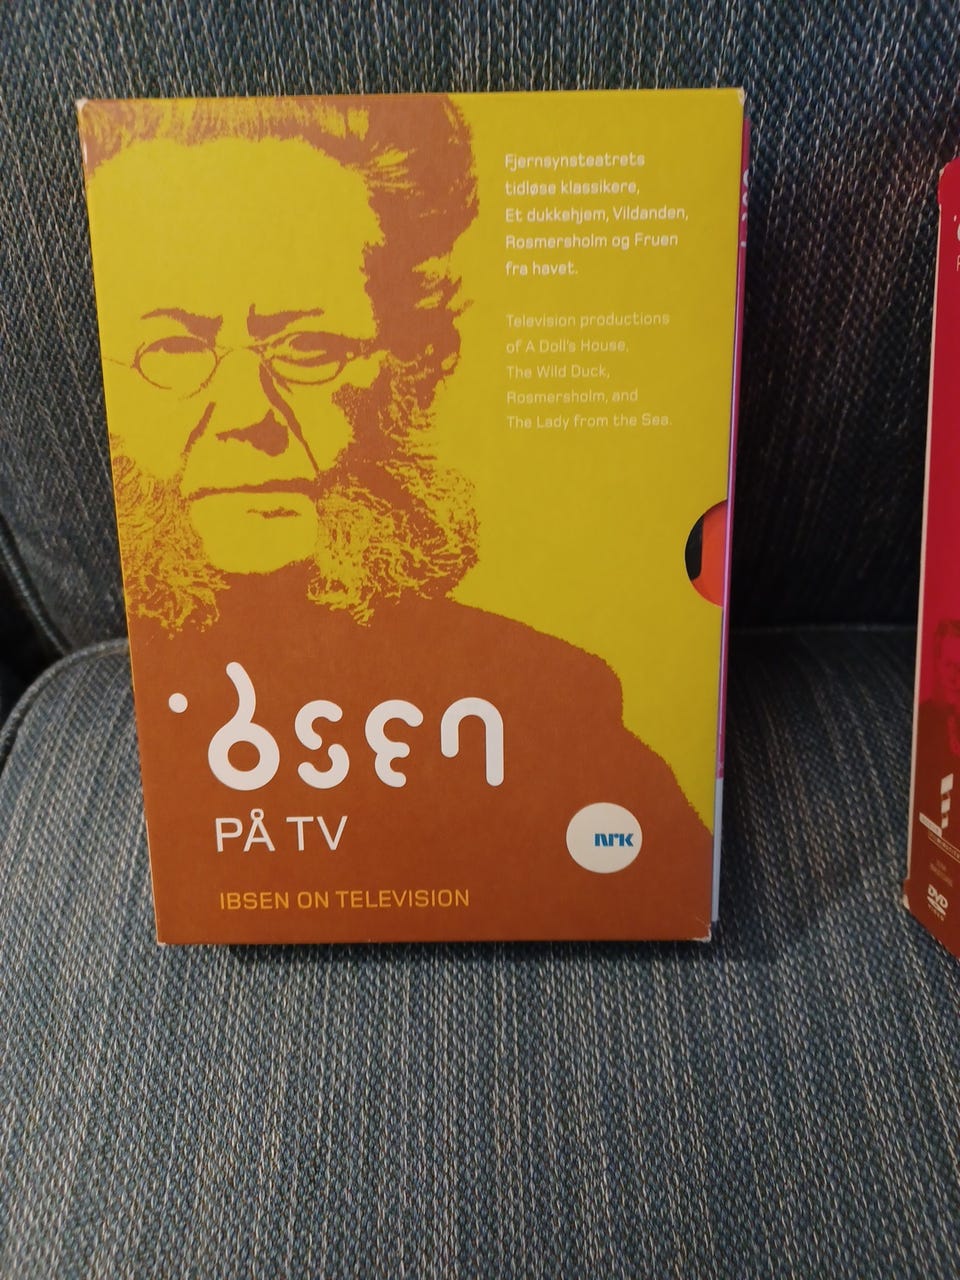 Fjernsynsteatrets
tidløse klassikere,
Et dukkehjem, Vildanden,
Rosmersholm og Fruen
fra havet.
Television productions
of A Doll's House,
The Wild Duck,
Rosmersholm, and
The Lady from the Sea.
ibsen
PÅ TV
NRK
IBSEN ON TELEVISION
DVD